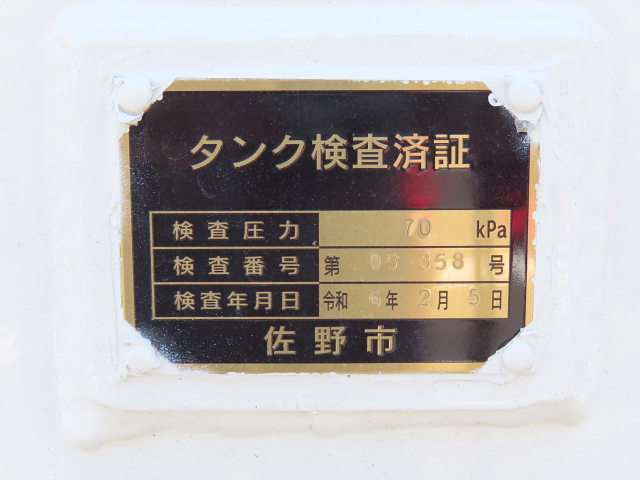 タンク検査済証
検査圧力 70 kPa
検査番号 第 05-358 号
検査年月日 令和 6年 2月 5日
佐野市